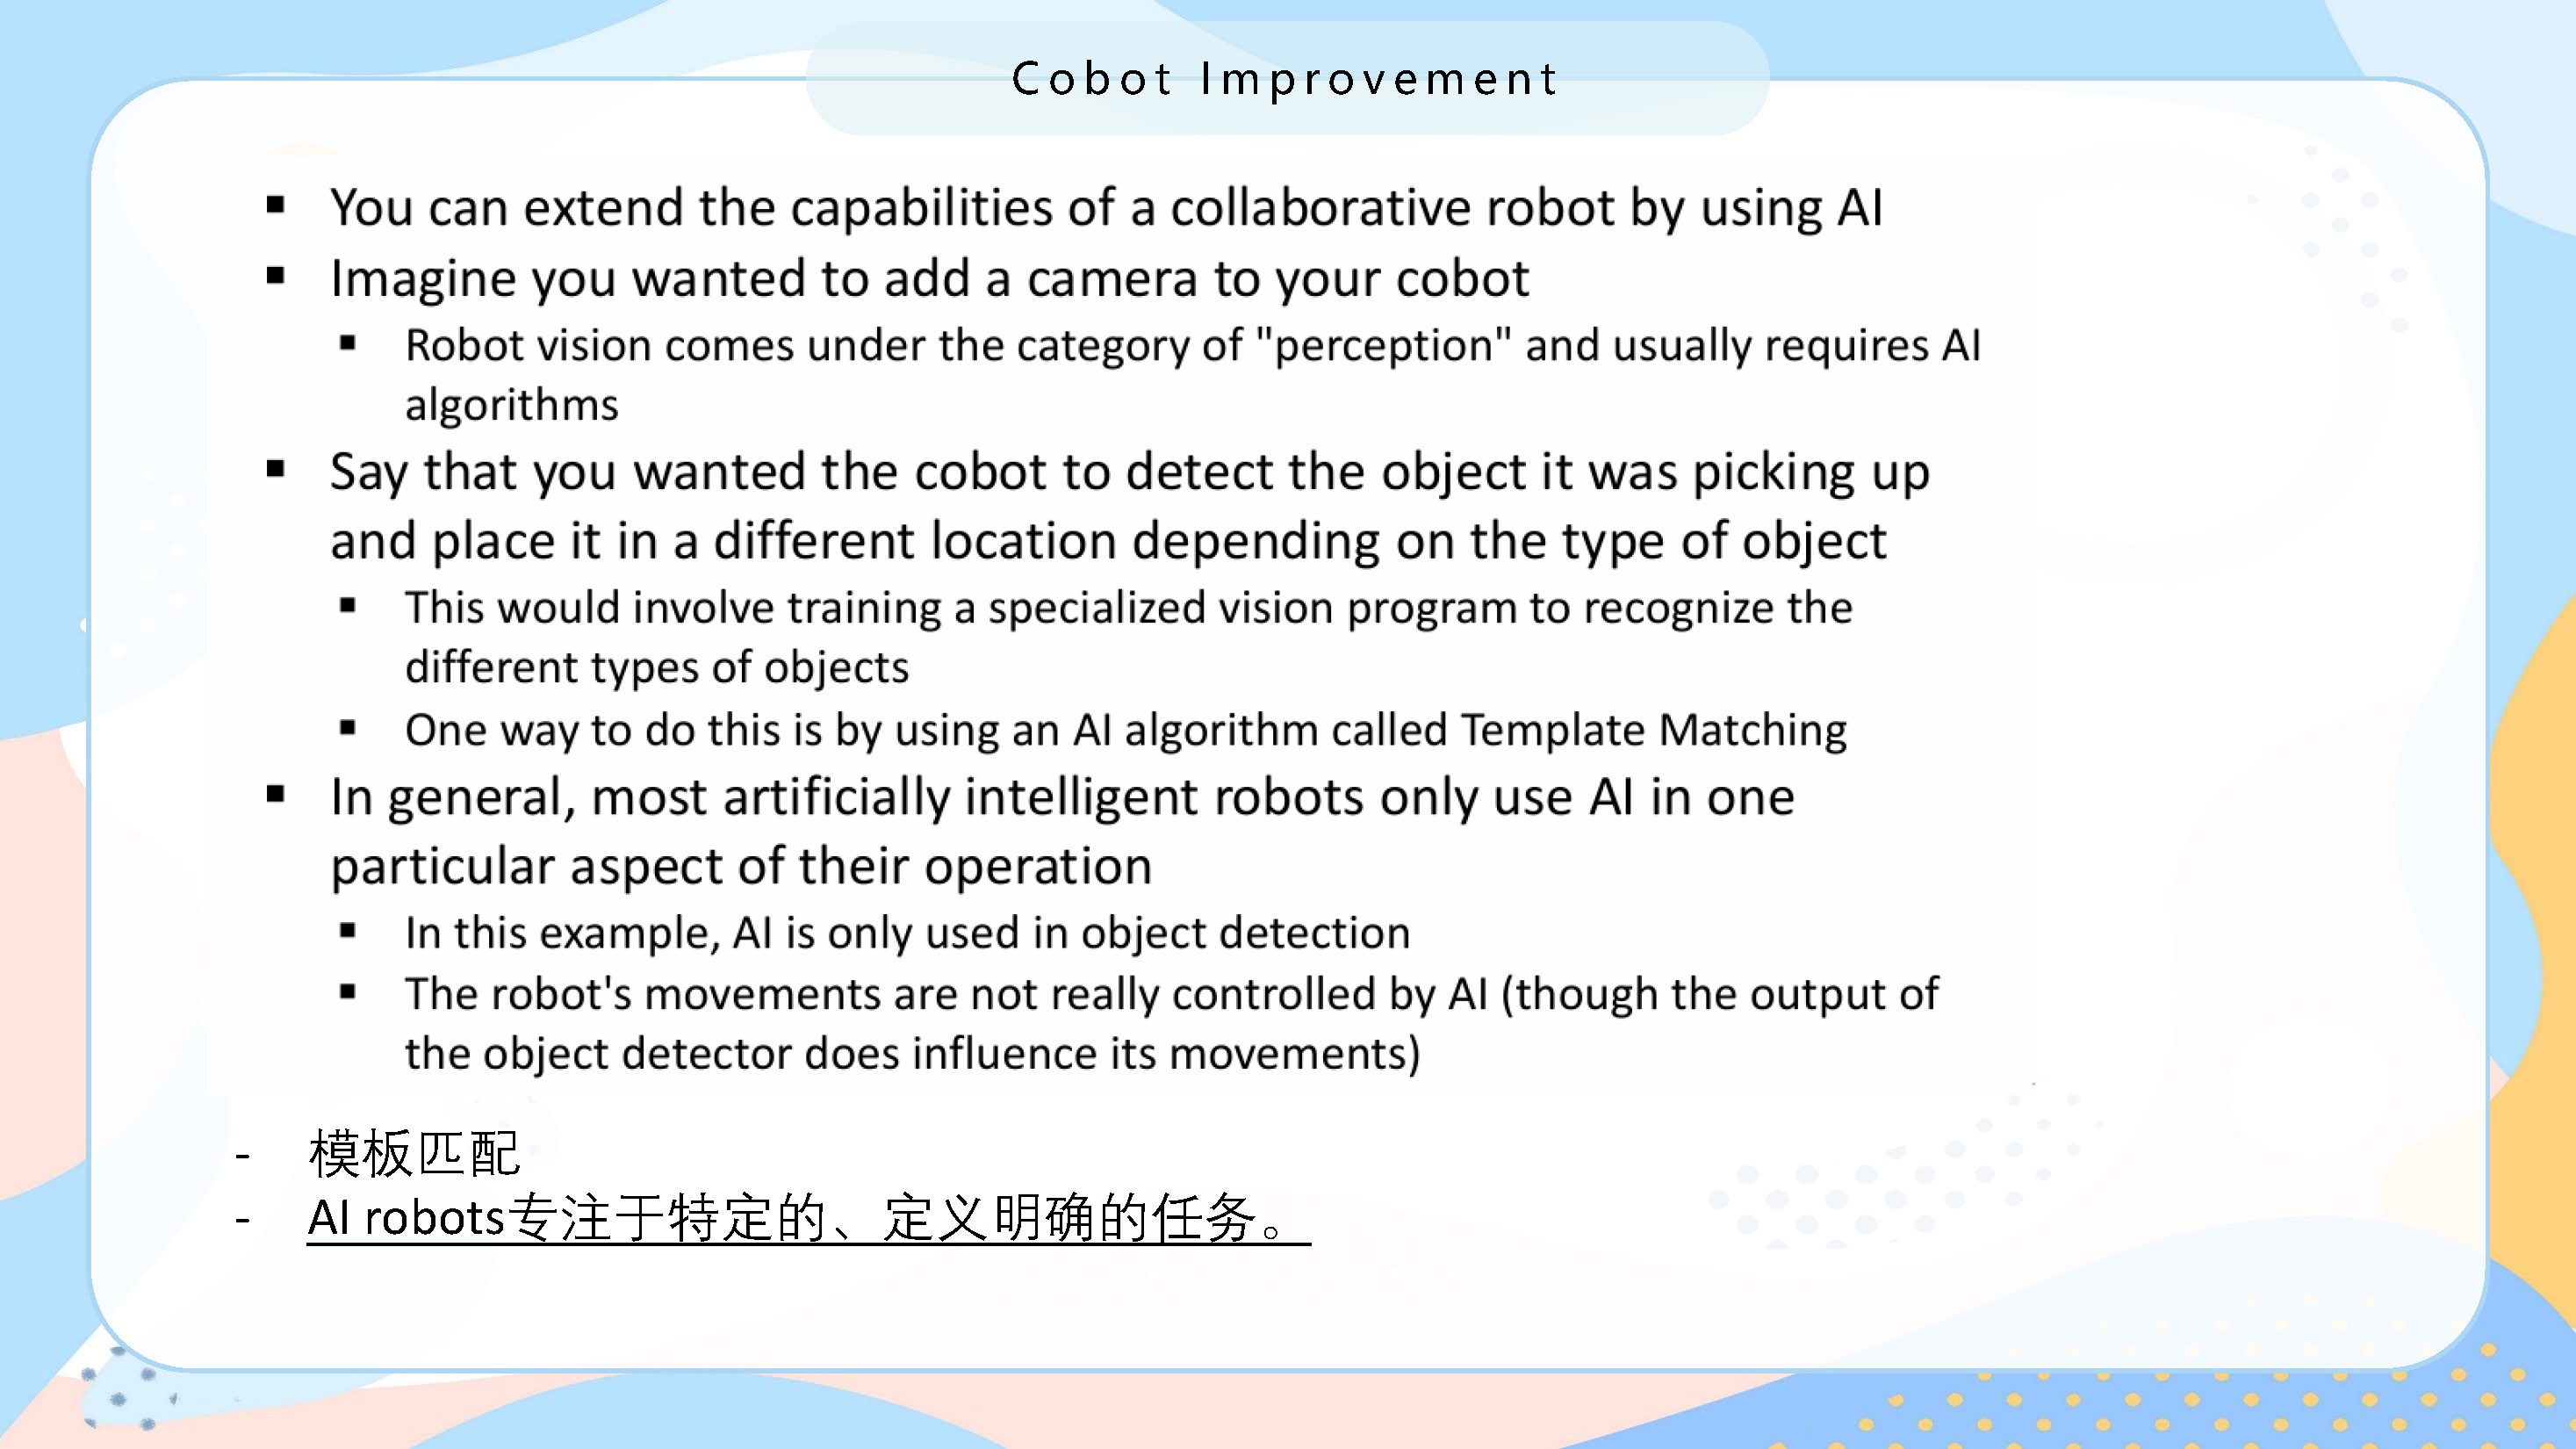 Cobot Improvement
▪ You can extend the capabilities of a collaborative robot by using AI
▪ Imagine you wanted to add a camera to your cobot
▪ Robot vision comes under the category of "perception" and usually requires AI
algorithms
▪ Say that you wanted the cobot to detect the object it was picking up
and place it in a different location depending on the type of object
▪ This would involve training a specialized vision program to recognize the
different types of objects
▪ One way to do this is by using an AI algorithm called Template Matching
▪ In general, most artificially intelligent robots only use AI in one
particular aspect of their operation
▪ In this example, AI is only used in object detection
▪ The robot's movements are not really controlled by AI (though the output of
the object detector does influence its movements)
- 模板匹配
- AI robots专注于特定的、定义明确的任务。